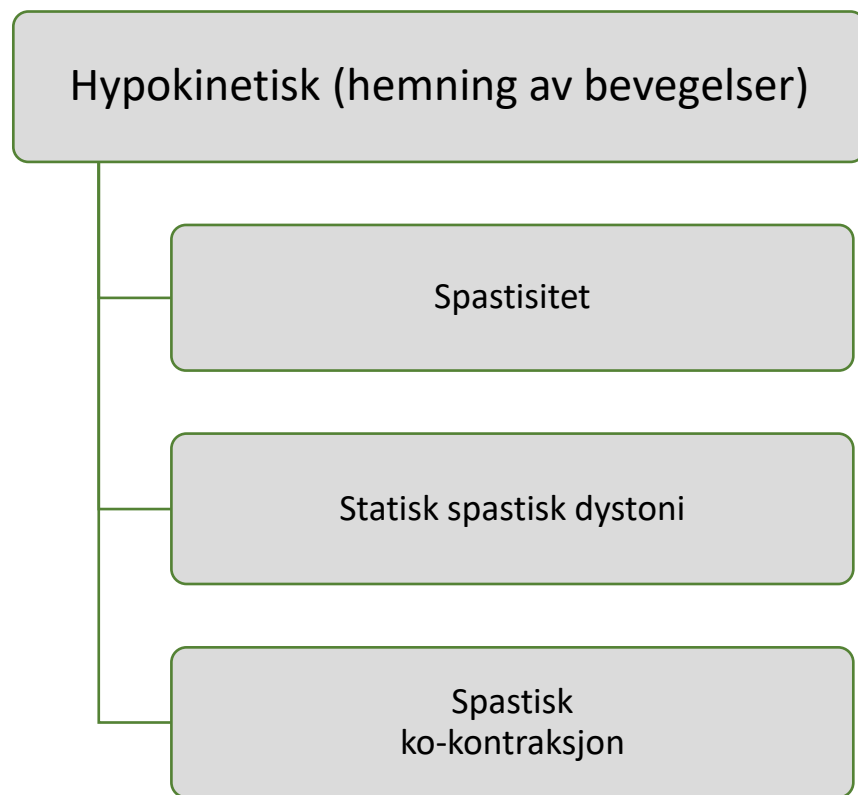 Hypokinetisk (hemning av bevegelser)
Spastisitet
Statisk spastisk dystoni
Spastisk
ko-kontraksjon